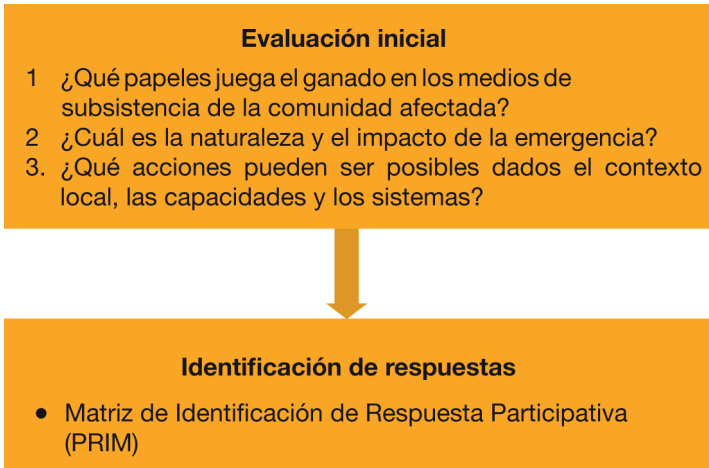 Evaluación inicial
1 ¿Qué papeles juega el ganado en los medios de
subsistencia de la comunidad afectada?
2 ¿Cuál es la naturaleza y el impacto de la emergencia?
3. ¿Qué acciones pueden ser posibles dados el contexto
local, las capacidades y los sistemas?
Identificación de respuestas
● Matriz de Identificación de Respuesta Participativa
(PRIM)